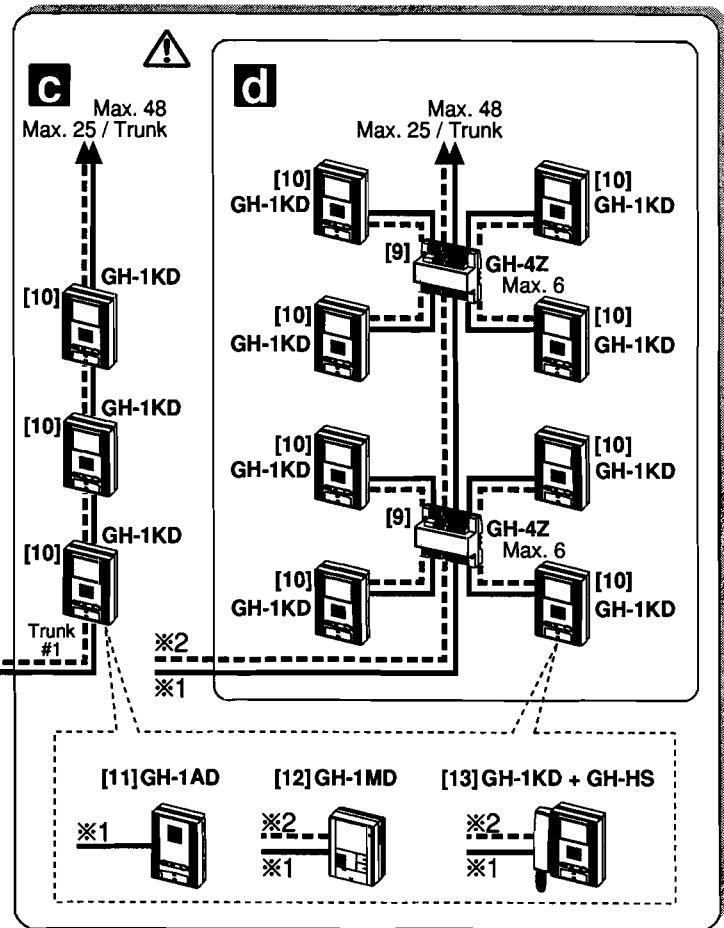 c
Max. 48
Max. 25 / Trunk
GH-1KD
[10]
GH-1KD
[10]
GH-1KD
[10]
Trunk
#1
d
Max. 48
Max. 25 / Trunk
[10]
GH-1KD
[10]
GH-1KD
[9]
GH-4Z
Max. 6
[10]
GH-1KD
[10]
GH-1KD
[10]
GH-1KD
[10]
GH-1KD
[9]
GH-4Z
Max. 6
[10]
GH-1KD
[10]
GH-1KD
※2
※1
[11] GH-1AD
※1
[12] GH-1MD
※2
※1
[13] GH-1KD + GH-HS
※2
※1